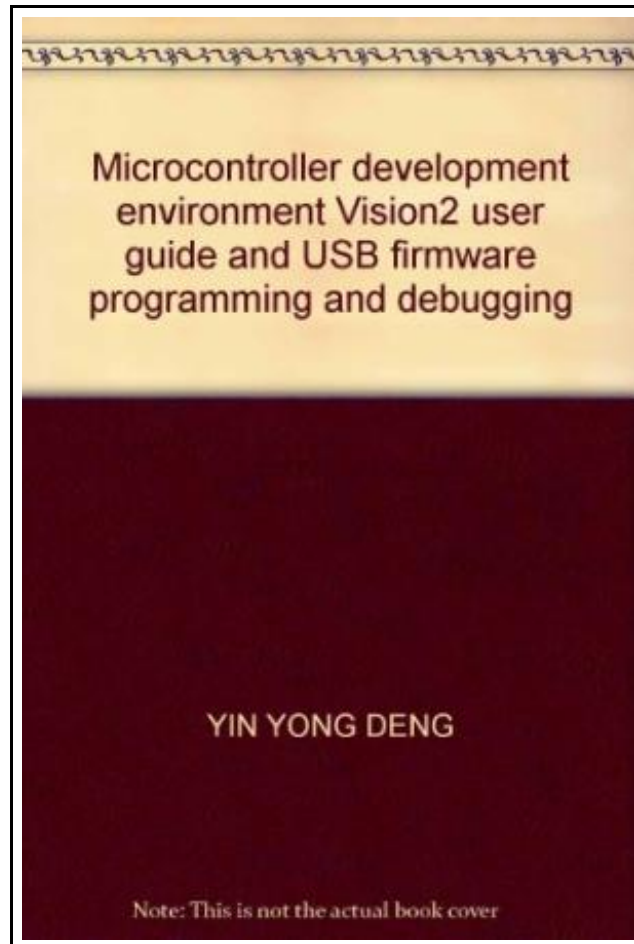 Microcontroller development
environment Vision2 user
guide and USB firmware
programming and debugging
YIN YONG DENG
Note: This is not the actual book cover